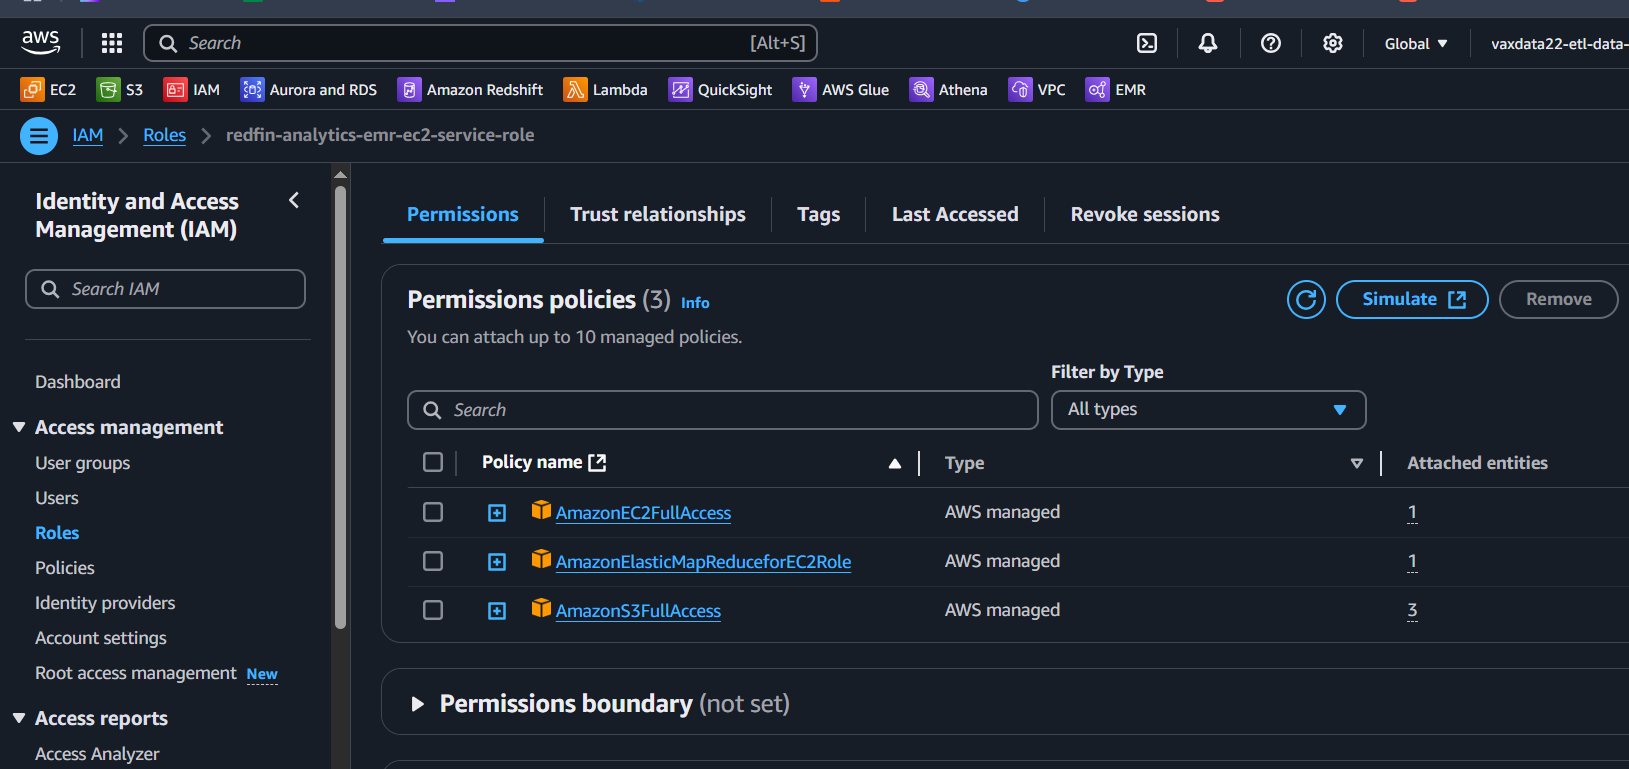 aws
Search
[Alt+S]
Global
vaxdata22-etl-data-
EC2
S3
IAM
Aurora and RDS
Amazon Redshift
Lambda
QuickSight
AWS Glue
Athena
VPC
EMR
IAM
Roles
redfin-analytics-emr-ec2-service-role
Identity and Access
Management (IAM)
Search IAM
Dashboard
Access management
User groups
Users
Roles
Policies
Identity providers
Account settings
Root access management New
Access reports
Access Analyzer
Permissions
Trust relationships
Tags
Last Accessed
Revoke sessions
Permissions policies (3) Info
Simulate
Remove
You can attach up to 10 managed policies.
Filter by Type
Search
All types
Policy name
Type
Attached entities
AmazonEC2FullAccess
AWS managed
1
AmazonElasticMapReduceforEC2Role
AWS managed
1
AmazonS3FullAccess
AWS managed
3
Permissions boundary (not set)